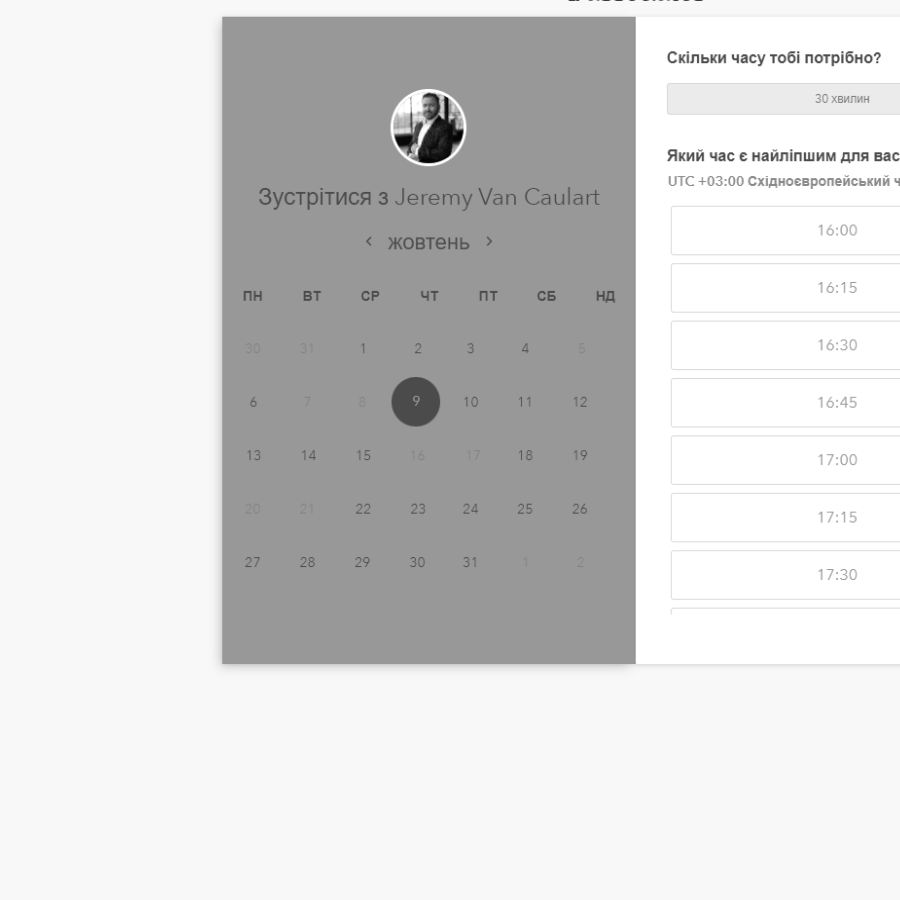 Зустрітися з Jeremy Van Caulart
жовтень
ПН ВТ СР ЧТ ПТ СБ НД
30 31 1 2 3 4 5
6 7 8 9 10 11 12
13 14 15 16 17 18 19
20 21 22 23 24 25 26
27 28 29 30 31 1 2
Скільки часу тобі потрібно?
30 хвилин
Який час є найліпшим для вас
UTC +03:00 Східноєвропейський
16:00
16:15
16:30
16:45
17:00
17:15
17:30